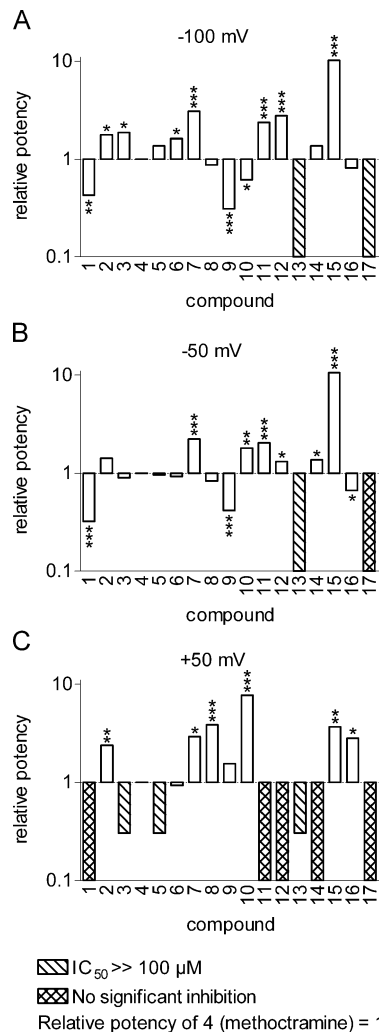 A
-100 mV
relative potency
10
1
0.1
*** * * * *** *** *** *** *** *
1 2 3 4 5 6 7 8 9 10 11 12 13 14 15 16 17
compound
B
-50 mV
relative potency
10
1
0.1
*** *** *** ** *** * * *** *
1 2 3 4 5 6 7 8 9 10 11 12 13 14 15 16 17
compound
C
+50 mV
relative potency
10
1
0.1
** * *** *** ** *
1 2 3 4 5 6 7 8 9 10 11 12 13 14 15 16 17
compound
IC50 >> 100 µM
No significant inhibition
Relative potency of 4 (methoctramine) = 1